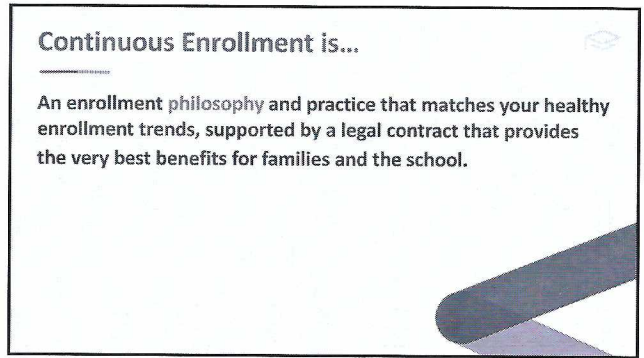 Continuous Enrollment is...
An enrollment philosophy and practice that matches your healthy
enrollment trends, supported by a legal contract that provides
the very best benefits for families and the school.